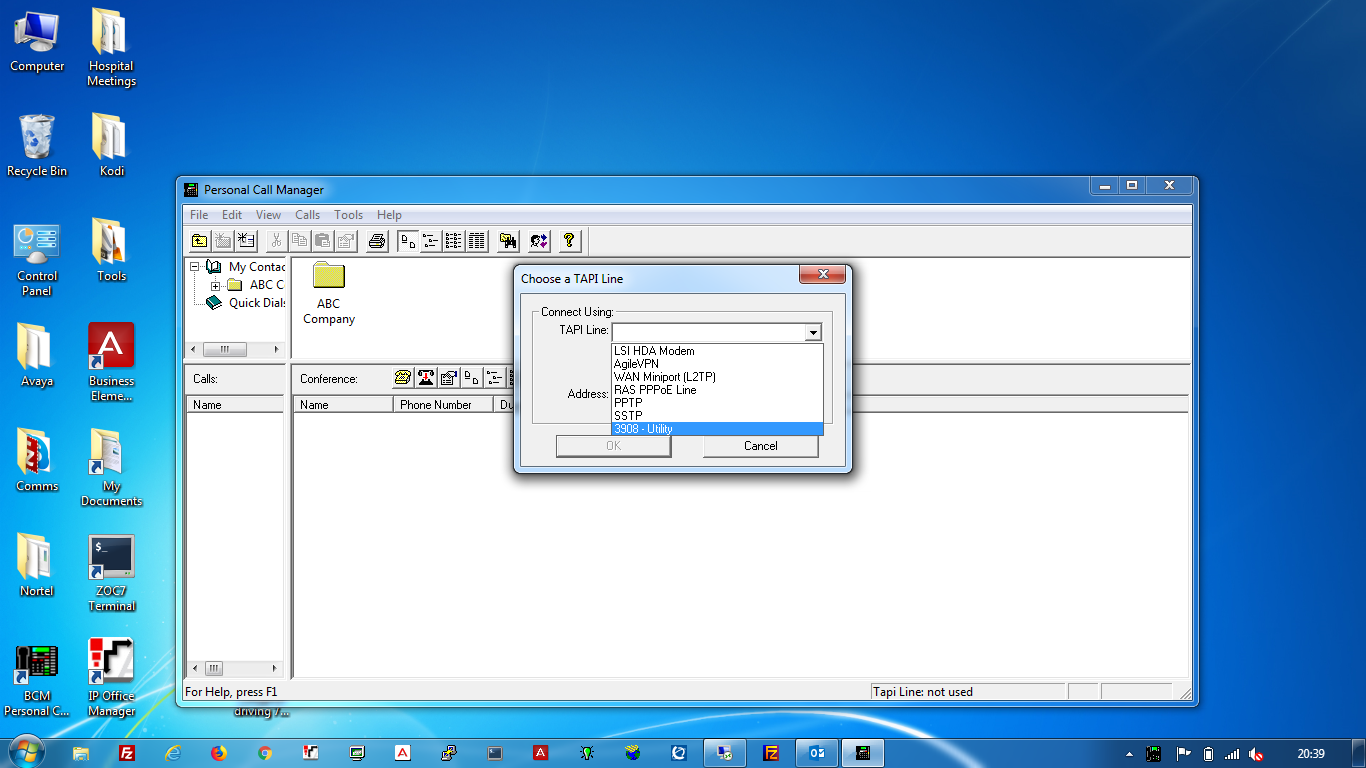 Computer
Hospital
Meetings
Recycle Bin
Kodi
Control
Panel
Tools
Avaya
Business
Eleme...
Comms
My
Documents
Nortel
ZOC7
Terminal
BCM
Personal C...
IP Office
Manager
driving /...
Personal Call Manager
File Edit View Calls Tools Help
My Contac
ABC C
Quick Dials
ABC
Company
Calls:
Conference:
Name
Name Phone Number Du
Choose a TAPI Line
Connect Using:
TAPI Line:
LSI HDA Modem
AgileVPN
WAN Miniport (L2TP)
RAS PPPoE Line
PPTP
SSTP
3908 - Utility
Address:
OK Cancel
For Help, press F1
Tapi Line: not used
20:39